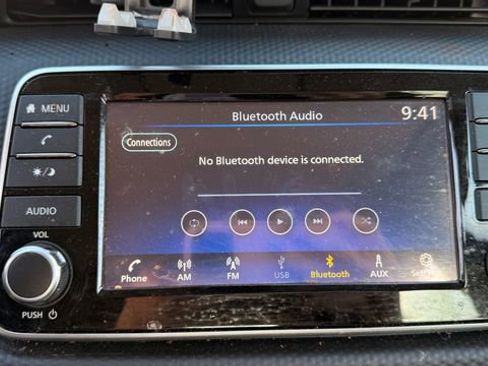 Bluetooth Audio
9:41
MENU
Connections
No Bluetooth device is connected.
AUDIO
VOL
Phone
AM
FM
USB
Bluetooth
AUX
PUSH